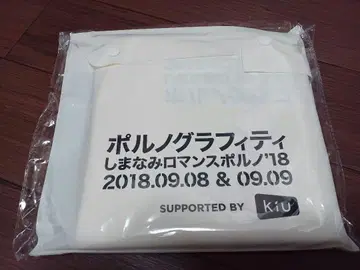 ポルノグラフィティ
しまなみロマンスポルノ'18
2018.09.08 & 09.09
SUPPORTED BY KiU